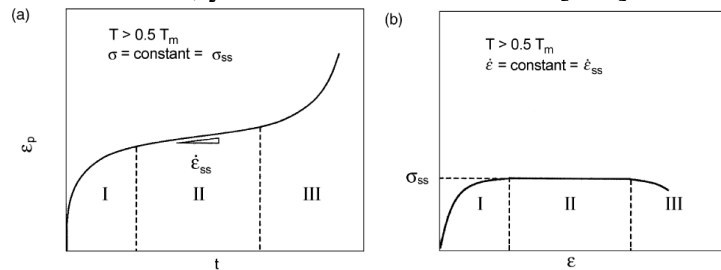 (a)
T > 0.5 Tm
σ = constant = σss
εp
ε̇ss
I II III
t
(b)
T > 0.5 Tm
ε̇ = constant = ε̇ss
σss
I II III
ε